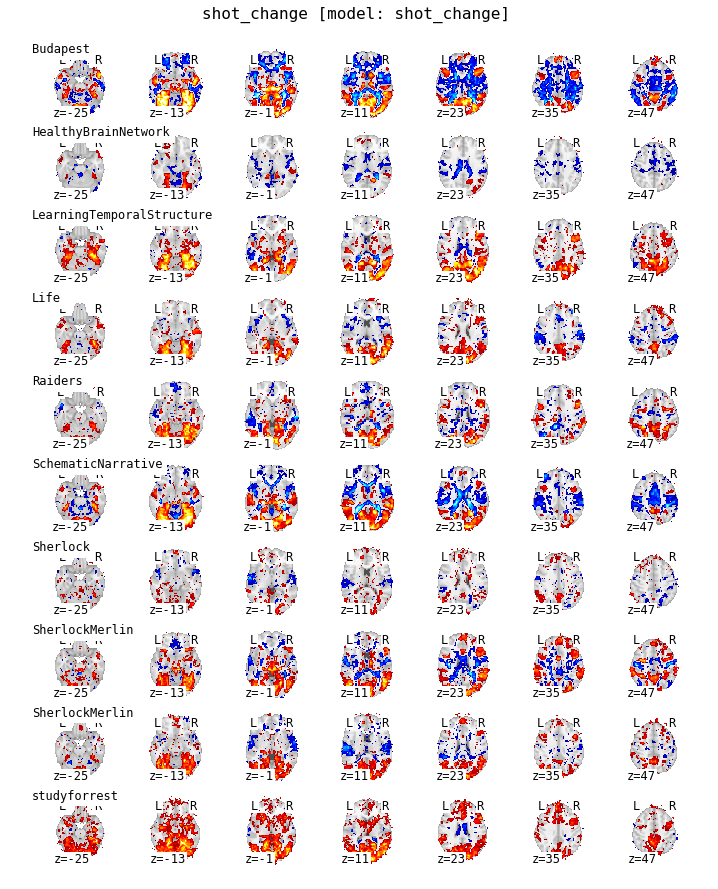 shot_change [model: shot_change]
Budapest
L R L R L R L R L R L R L R
z=-25 z=-13 z=-1 z=11 z=23 z=35 z=47
HealthyBrainNetwork
L R L R L R L R L R L R L R
z=-25 z=-13 z=-1 z=11 z=23 z=35 z=47
LearningTemporalStructure
L R L R L R L R L R L R L R
z=-25 z=-13 z=-1 z=11 z=23 z=35 z=47
Life
L R L R L R L R L R L R L R
z=-25 z=-13 z=-1 z=11 z=23 z=35 z=47
Raiders
L R L R L R L R L R L R L R
z=-25 z=-13 z=-1 z=11 z=23 z=35 z=47
SchematicNarrative
L R L R L R L R L R L R L R
z=-25 z=-13 z=-1 z=11 z=23 z=35 z=47
Sherlock
L R L R L R L R L R L R L R
z=-25 z=-13 z=-1 z=11 z=23 z=35 z=47
SherlockMerlin
L R L R L R L R L R L R L R
z=-25 z=-13 z=-1 z=11 z=23 z=35 z=47
SherlockMerlin
L R L R L R L R L R L R L R
z=-25 z=-13 z=-1 z=11 z=23 z=35 z=47
studyforrest
L R L R L R L R L R L R L R
z=-25 z=-13 z=-1 z=11 z=23 z=35 z=47